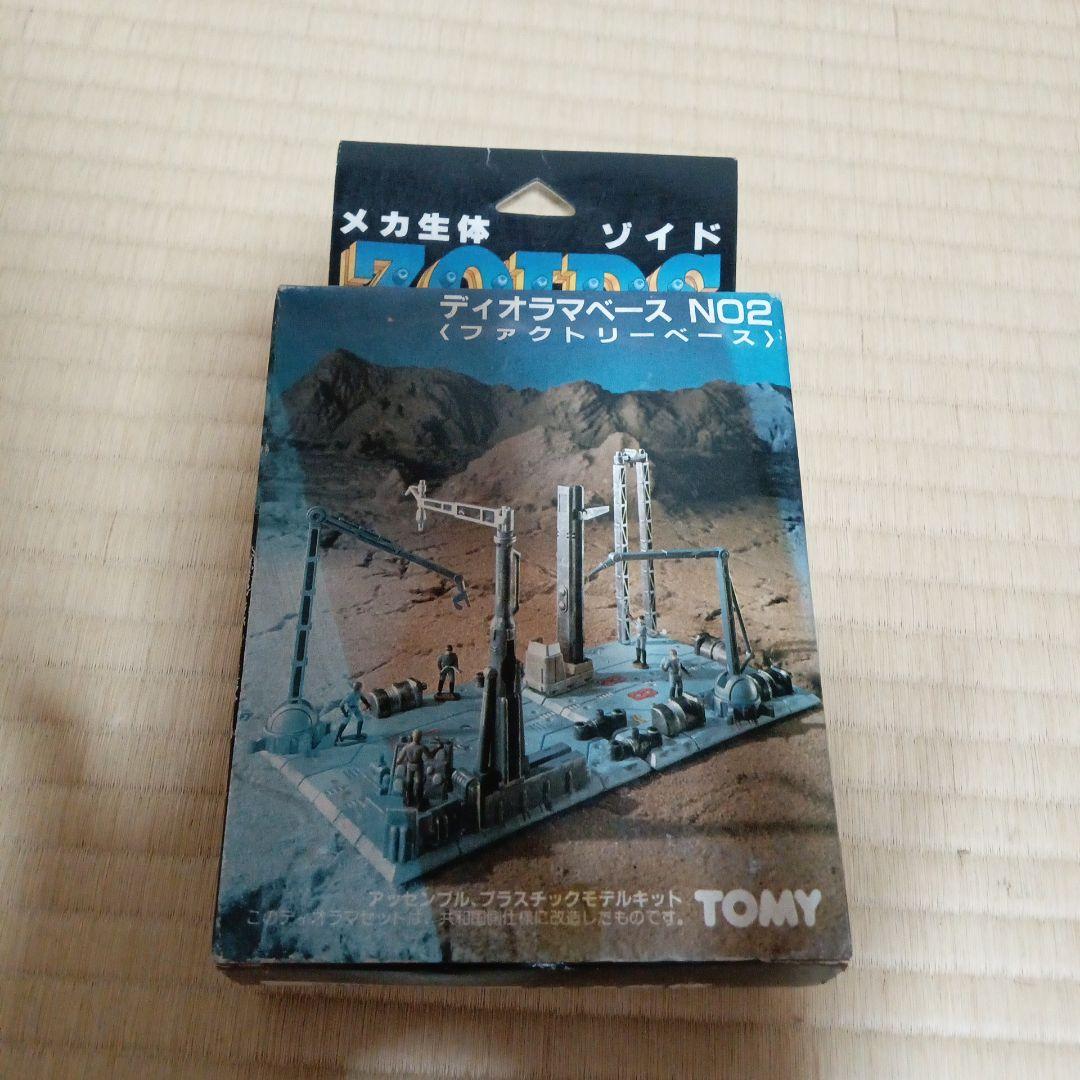 メカ生体 ゾイド
ZOIDS
ディオラマベース NO2
〈ファクトリーベース〉
アッセンブル、プラスチックモデルキット
このディオラマセットは、共和国側仕様に改造したものです。
TOMY